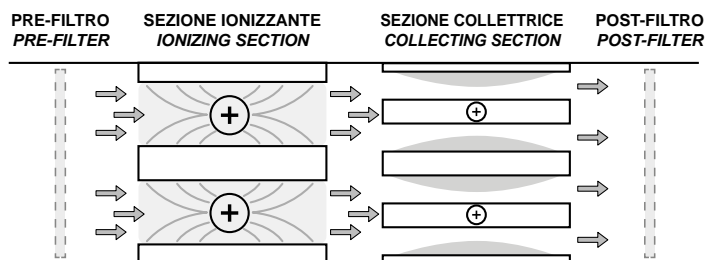 PRE-FILTRO
PRE-FILTER
SEZIONE IONIZZANTE
IONIZING SECTION
SEZIONE COLLETTRICE
COLLECTING SECTION
POST-FILTRO
POST-FILTER
+
+
+
+